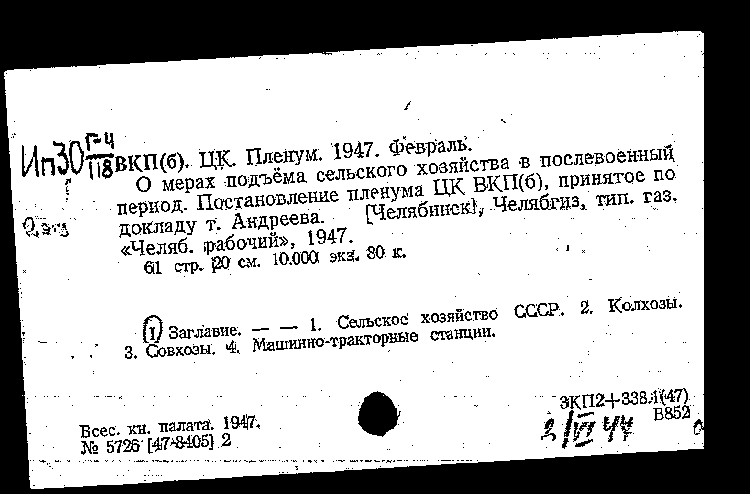 Ип30 Г-4
118
ВКП(б). ЦК. Пленум. 1947. Февраль.
О мерах подъёма сельского хозяйства в послевоенный
период. Постановление пленума ЦК ВКП(б), принятое по
докладу т. Андреева. [Челябинск], Челябгиз, тип. газ.
«Челяб. рабочий», 1947.
61 стр. 20 см. 10.000 экз. 80 к.
1 Заглавие. — — 1. Сельское хозяйство СССР. 2. Колхозы.
3. Совхозы. 4. Машинно-тракторные станции.
ЗКП2+338.1(47)
В852
Всес. кн. палата. 1947.
№ 5726 [47-8405] 2